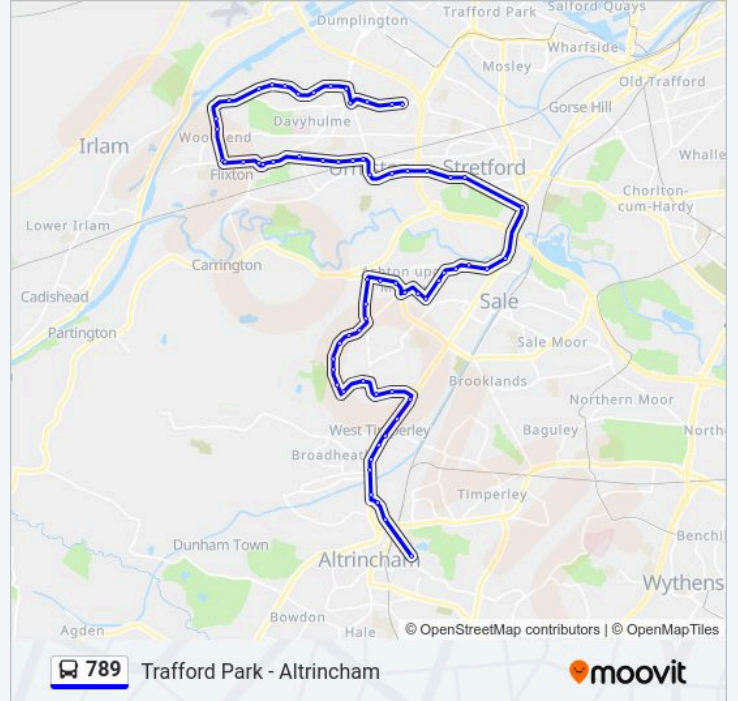 Dumplington
Trafford Park
Salford Quays
Wharfside
Mosley
Old Trafford
Gorse Hill
Davyhulme
Irlam
Flixton
Stretford
Whalle
Chorlton-
cum-Hardy
Lower Irlam
Carrington
Cadishead
Sale
Partington
Sale Moor
Brooklands
Northern Moor
West Timperley
Baguley
North-
Broadheat
Timperley
Benchil
Dunham Town
Altrincham
Wythens
Bowdon
Agden
Hale
© OpenStreetMap contributors | © OpenMapTiles
789 Trafford Park - Altrincham
moovit